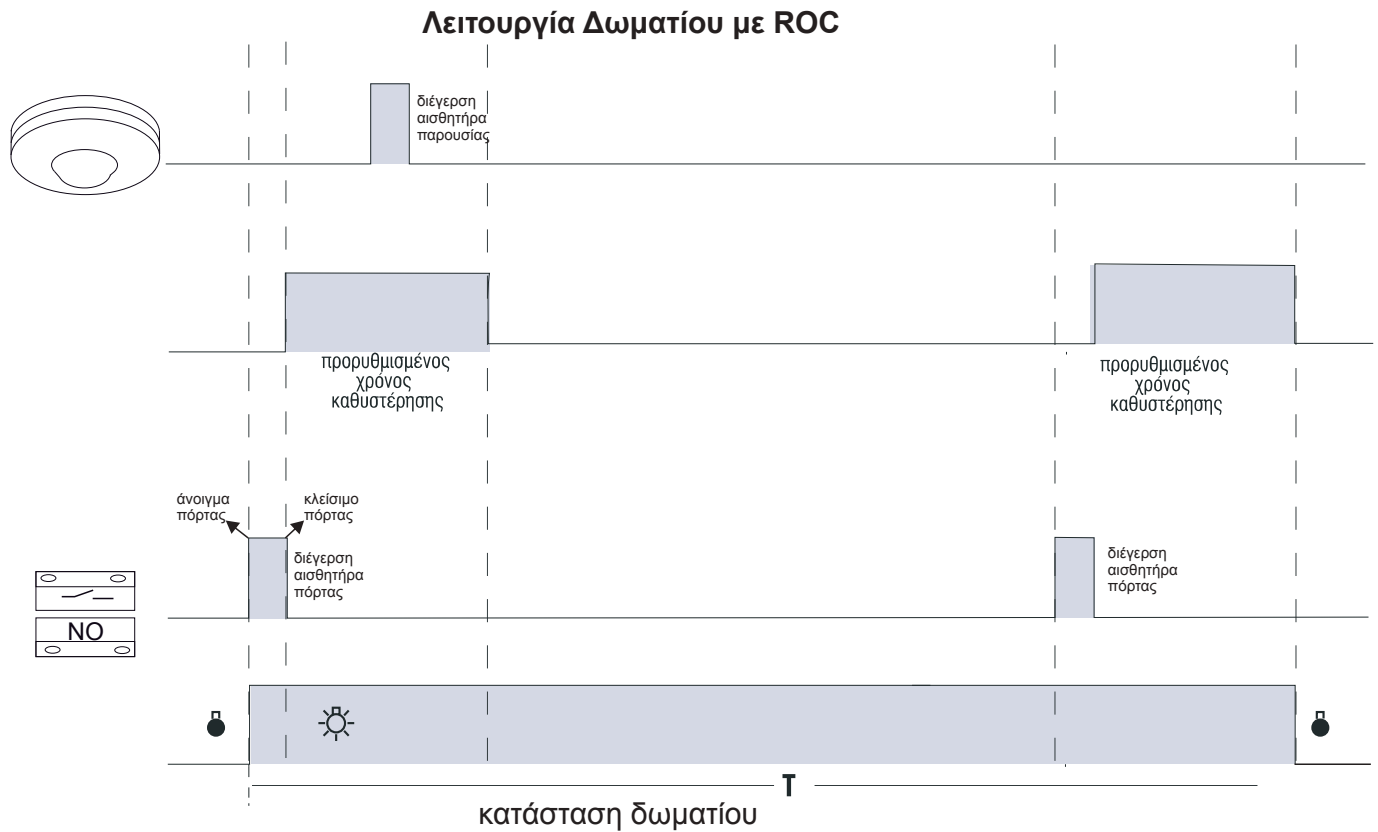 Λειτουργία Δωματίου με ROC
διέγερση
αισθητήρα
παρουσίας
προρυθμισμένος
χρόνος
καθυστέρησης
προρυθμισμένος
χρόνος
καθυστέρησης
άνοιγμα
πόρτας
κλείσιμο
πόρτας
διέγερση
αισθητήρα
πόρτας
διέγερση
αισθητήρα
πόρτας
NO
T
κατάσταση δωματίου